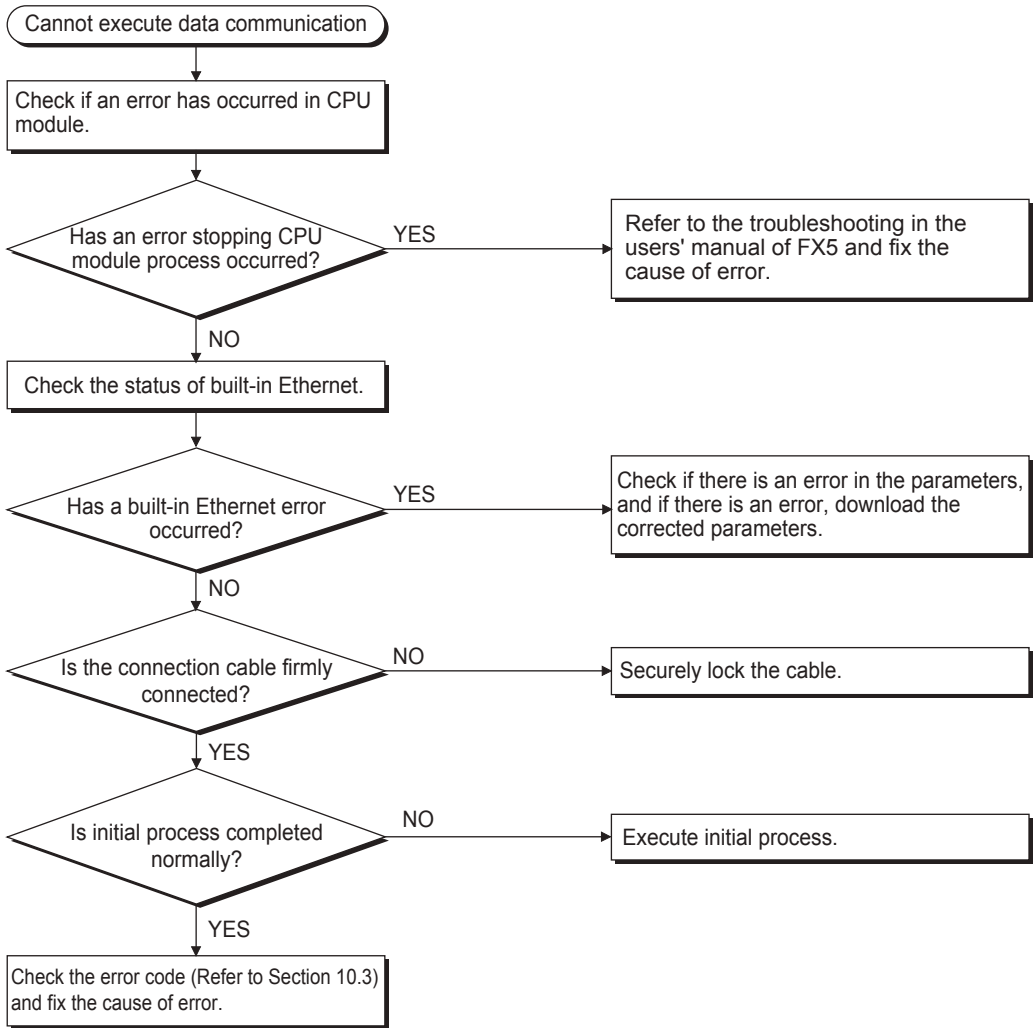 Cannot execute data communication
Check if an error has occurred in CPU
module.
Has an error stopping CPU
module process occurred?
YES
Refer to the troubleshooting in the
users' manual of FX5 and fix the
cause of error.
NO
Check the status of built-in Ethernet.
Has a built-in Ethernet error
occurred?
YES
Check if there is an error in the parameters,
and if there is an error, download the
corrected parameters.
NO
Is the connection cable firmly
connected?
NO
Securely lock the cable.
YES
Is initial process completed
normally?
NO
Execute initial process.
YES
Check the error code (Refer to Section 10.3)
and fix the cause of error.